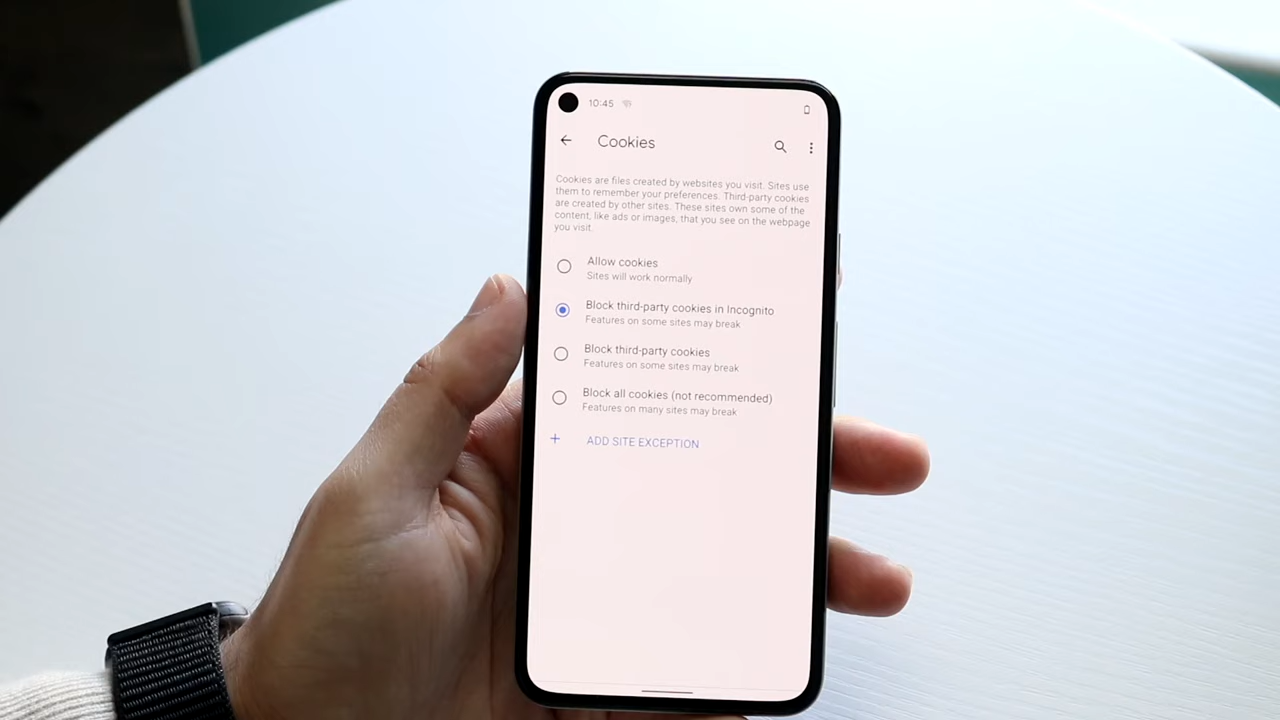 10:45
Cookies
Cookies are files created by websites you visit. Sites use
them to remember your preferences. Third-party cookies
are created by other sites. These sites own some of the
content, like ads or images, that you see on the webpage
you visit.
Allow cookies
Sites will work normally
Block third-party cookies in Incognito
Features on some sites may break
Block third-party cookies
Features on some sites may break
Block all cookies (not recommended)
Features on many sites may break
+ ADD SITE EXCEPTION